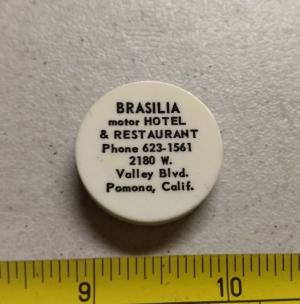 BRASILIA
motor HOTEL
& RESTAURANT
Phone 623-1561
2180 W.
Valley Blvd.
Pomona, Calif.
9 10